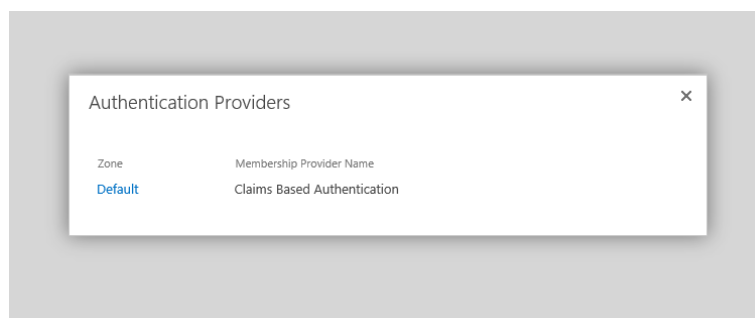 Authentication Providers
Zone Membership Provider Name
Default Claims Based Authentication